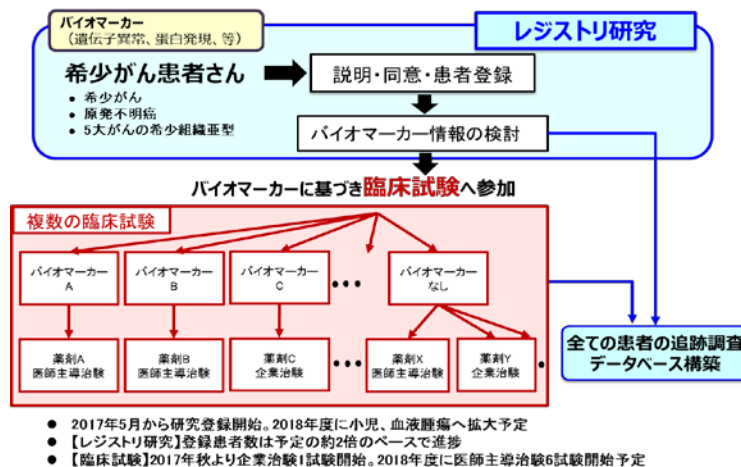 バイオマーカー
（遺伝子異常、蛋白発現、等）
レジストリ研究
希少がん患者さん
● 希少がん
● 原発不明癌
● 5大がんの希少組織亜型
説明・同意・患者登録
バイオマーカー情報の検討
バイオマーカーに基づき臨床試験へ参加
複数の臨床試験
バイオマーカー
A
バイオマーカー
B
バイオマーカー
C
•••
バイオマーカー
なし
薬剤A
医師主導治験
薬剤B
医師主導治験
薬剤C
企業治験
•••
薬剤X
医師主導治験
薬剤Y
企業治験
•
全ての患者の追跡調査
データベース構築
● 2017年5月から研究登録開始。2018年度に小児、血液腫瘍へ拡大予定
● 【レジストリ研究】登録患者数は予定の約2倍のペースで進捗
● 【臨床試験】2017年秋より企業治験1試験開始。2018年度に医師主導治験6試験開始予定